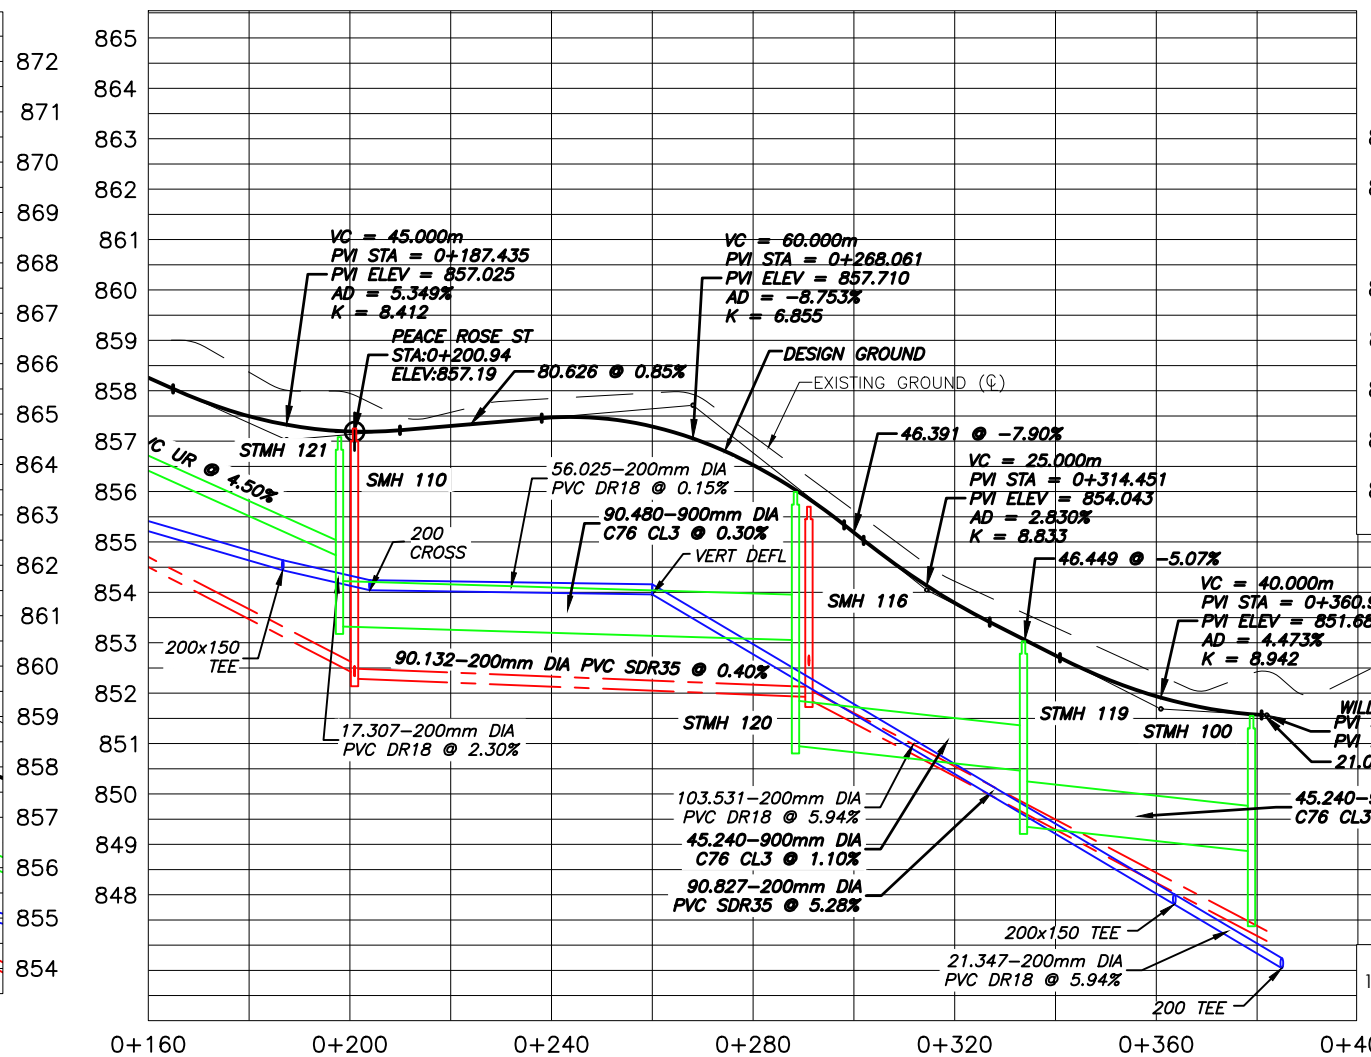 872
871
870
869
868
867
866
865
864
863
862
861
860
859
858
857
856
855
854
865
864
863
862
861
860
859
858
857
856
855
854
853
852
851
850
849
848
VC = 45.000m
PVI STA = 0+187.435
PVI ELEV = 857.025
AD = 5.349%
K = 8.412
PEACE ROSE ST
STA:0+200.94
ELEV:857.19
80.626 @ 0.85%
VC = 60.000m
PVI STA = 0+268.061
PVI ELEV = 857.710
AD = -8.753%
K = 6.855
DESIGN GROUND
EXISTING GROUND (℄)
46.391 @ -7.90%
VC = 25.000m
PVI STA = 0+314.451
PVI ELEV = 854.043
AD = 2.830%
K = 8.833
46.449 @ -5.07%
VC = 40.000m
PVI STA = 0+360.9
PVI ELEV = 851.68
AD = 4.473%
K = 8.942
STMH 121
SMH 110
UR @ 4.50%
56.025-200mm DIA
PVC DR18 @ 0.15%
90.480-900mm DIA
C76 CL3 @ 0.30%
200
CROSS
VERT DEFL
SMH 116
200x150
TEE
90.132-200mm DIA PVC SDR35 @ 0.40%
17.307-200mm DIA
PVC DR18 @ 2.30%
STMH 120
STMH 119
STMH 100
WILL
PVI
PVI
21.0
103.531-200mm DIA
PVC DR18 @ 5.94%
45.240-900mm DIA
C76 CL3 @ 1.10%
90.827-200mm DIA
PVC SDR35 @ 5.28%
45.240-
C76 CL3
200x150 TEE
21.347-200mm DIA
PVC DR18 @ 5.94%
200 TEE
0+160
0+200
0+240
0+280
0+320
0+360
0+4